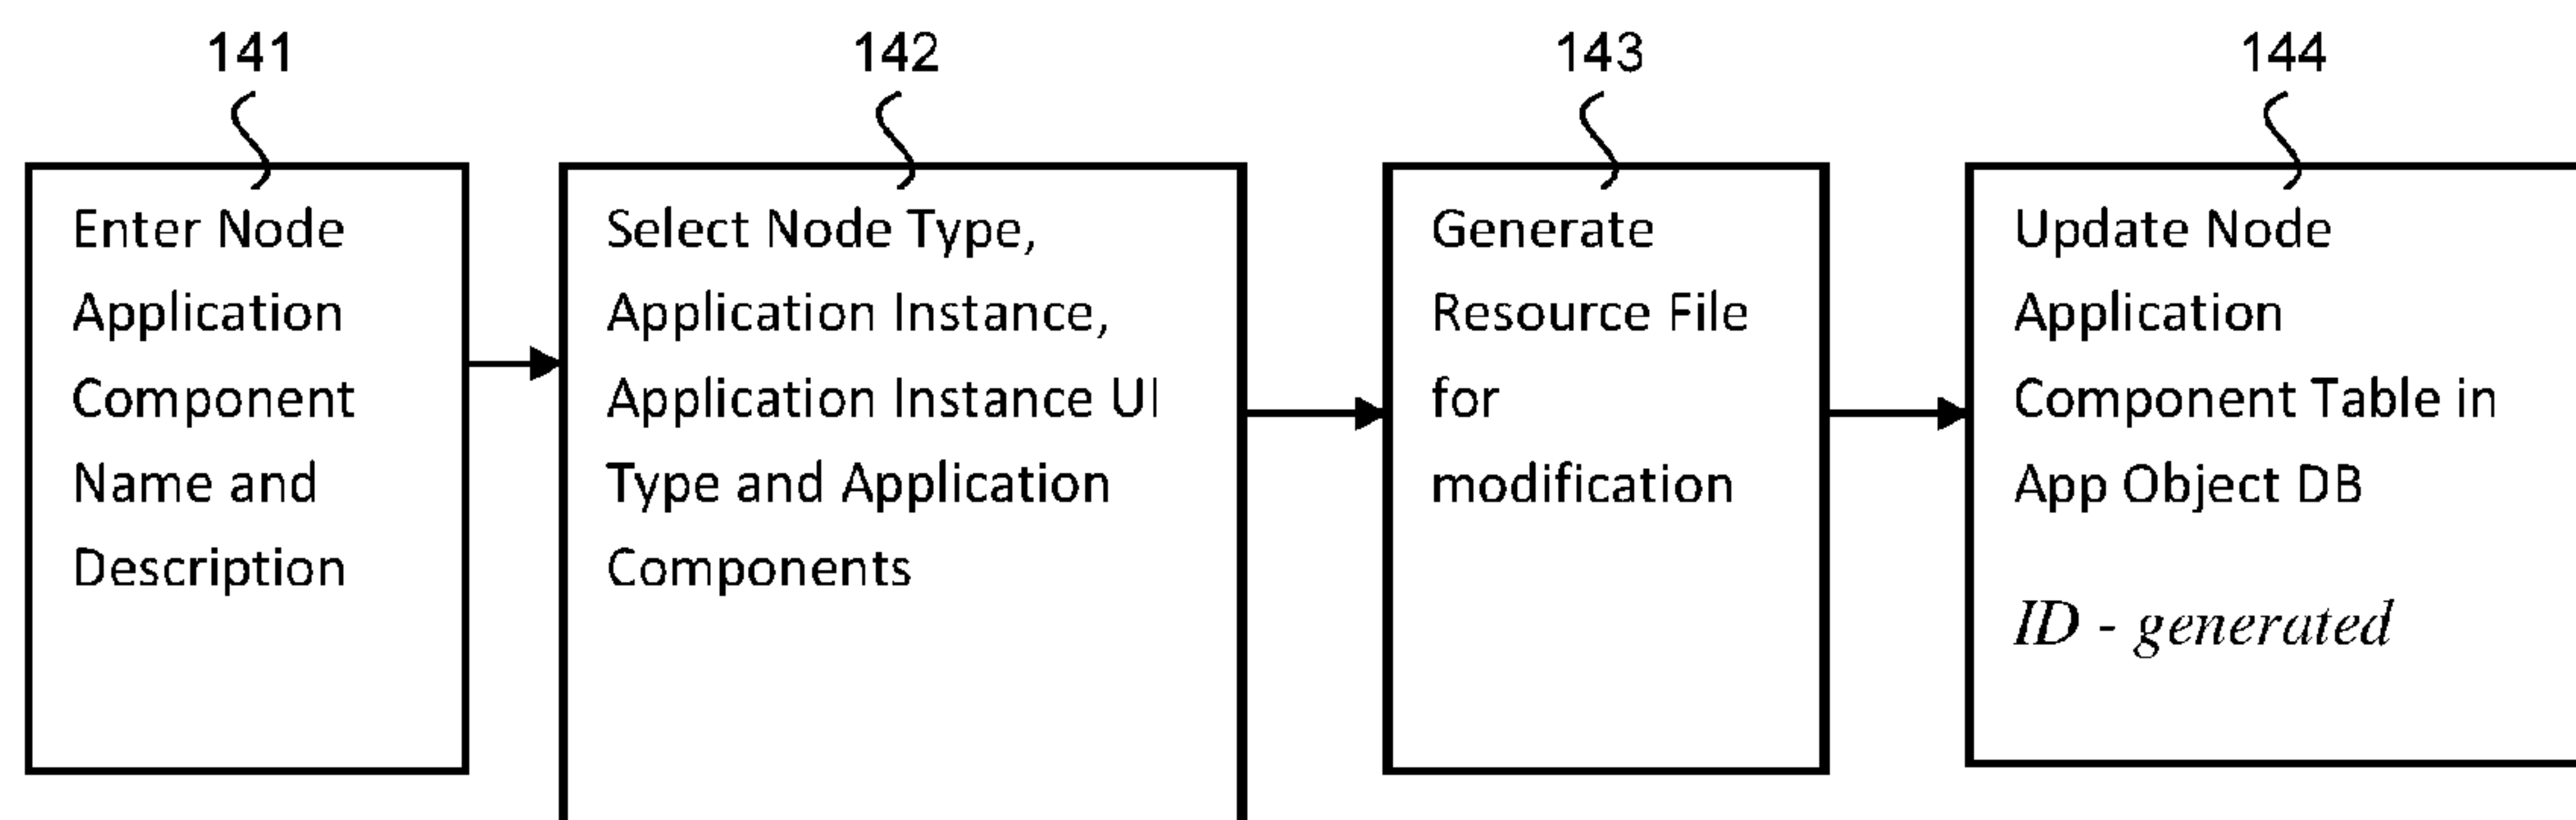 141
142
143
144
Enter Node
Application
Component
Name and
Description
Select Node Type,
Application Instance,
Application Instance UI
Type and Application
Components
Generate
Resource File
for
modification
Update Node
Application
Component Table in
App Object DB
ID - generated